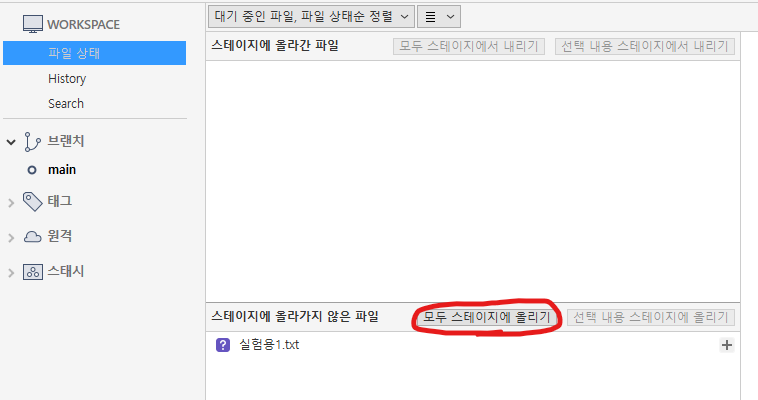 WORKSPACE
파일 상태
History
Search
브랜치
main
태그
원격
스태시
대기 중인 파일, 파일 상태순 정렬
스테이지에 올라간 파일 모두 스테이지에서 내리기 선택 내용 스테이지에서 내리기
스테이지에 올라가지 않은 파일 모두 스테이지에 올리기 선택 내용 스테이지에 올리기
? 실험용1.txt +